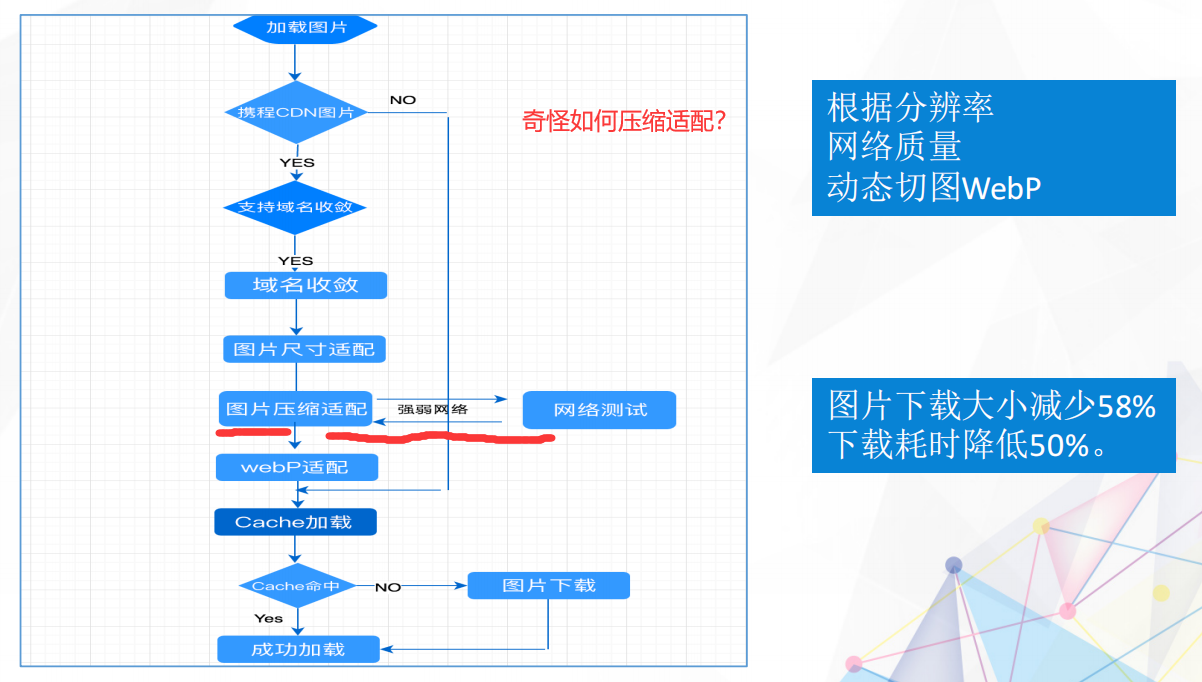 加载图片
携程CDN图片
NO
奇怪如何压缩适配?
YES
支持域名收敛
YES
域名收敛
图片尺寸适配
图片压缩适配
强弱网络
网络测试
webP适配
Cache加载
Cache命中
NO
图片下载
Yes
成功加载
根据分辨率
网络质量
动态切图WebP
图片下载大小减少58%
下载耗时降低50%。